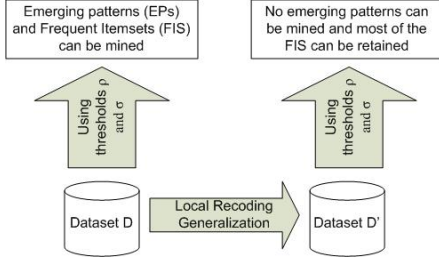 Emerging patterns (EPs)
and Frequent Itemsets (FIS)
can be mined
No emerging patterns can
be mined and most of the
FIS can be retained
Using
thresholds ρ
and σ
Using
thresholds ρ
and σ
Dataset D
Local Recoding
Generalization
Dataset D'